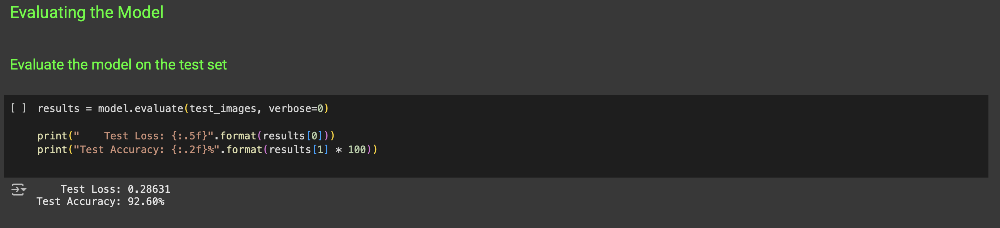 Evaluating the Model
Evaluate the model on the test set
[ ] results = model.evaluate(test_images, verbose=0)
print("    Test Loss: {:.5f}".format(results[0]))
print("Test Accuracy: {:.2f}%".format(results[1] * 100))
    Test Loss: 0.28631
Test Accuracy: 92.60%